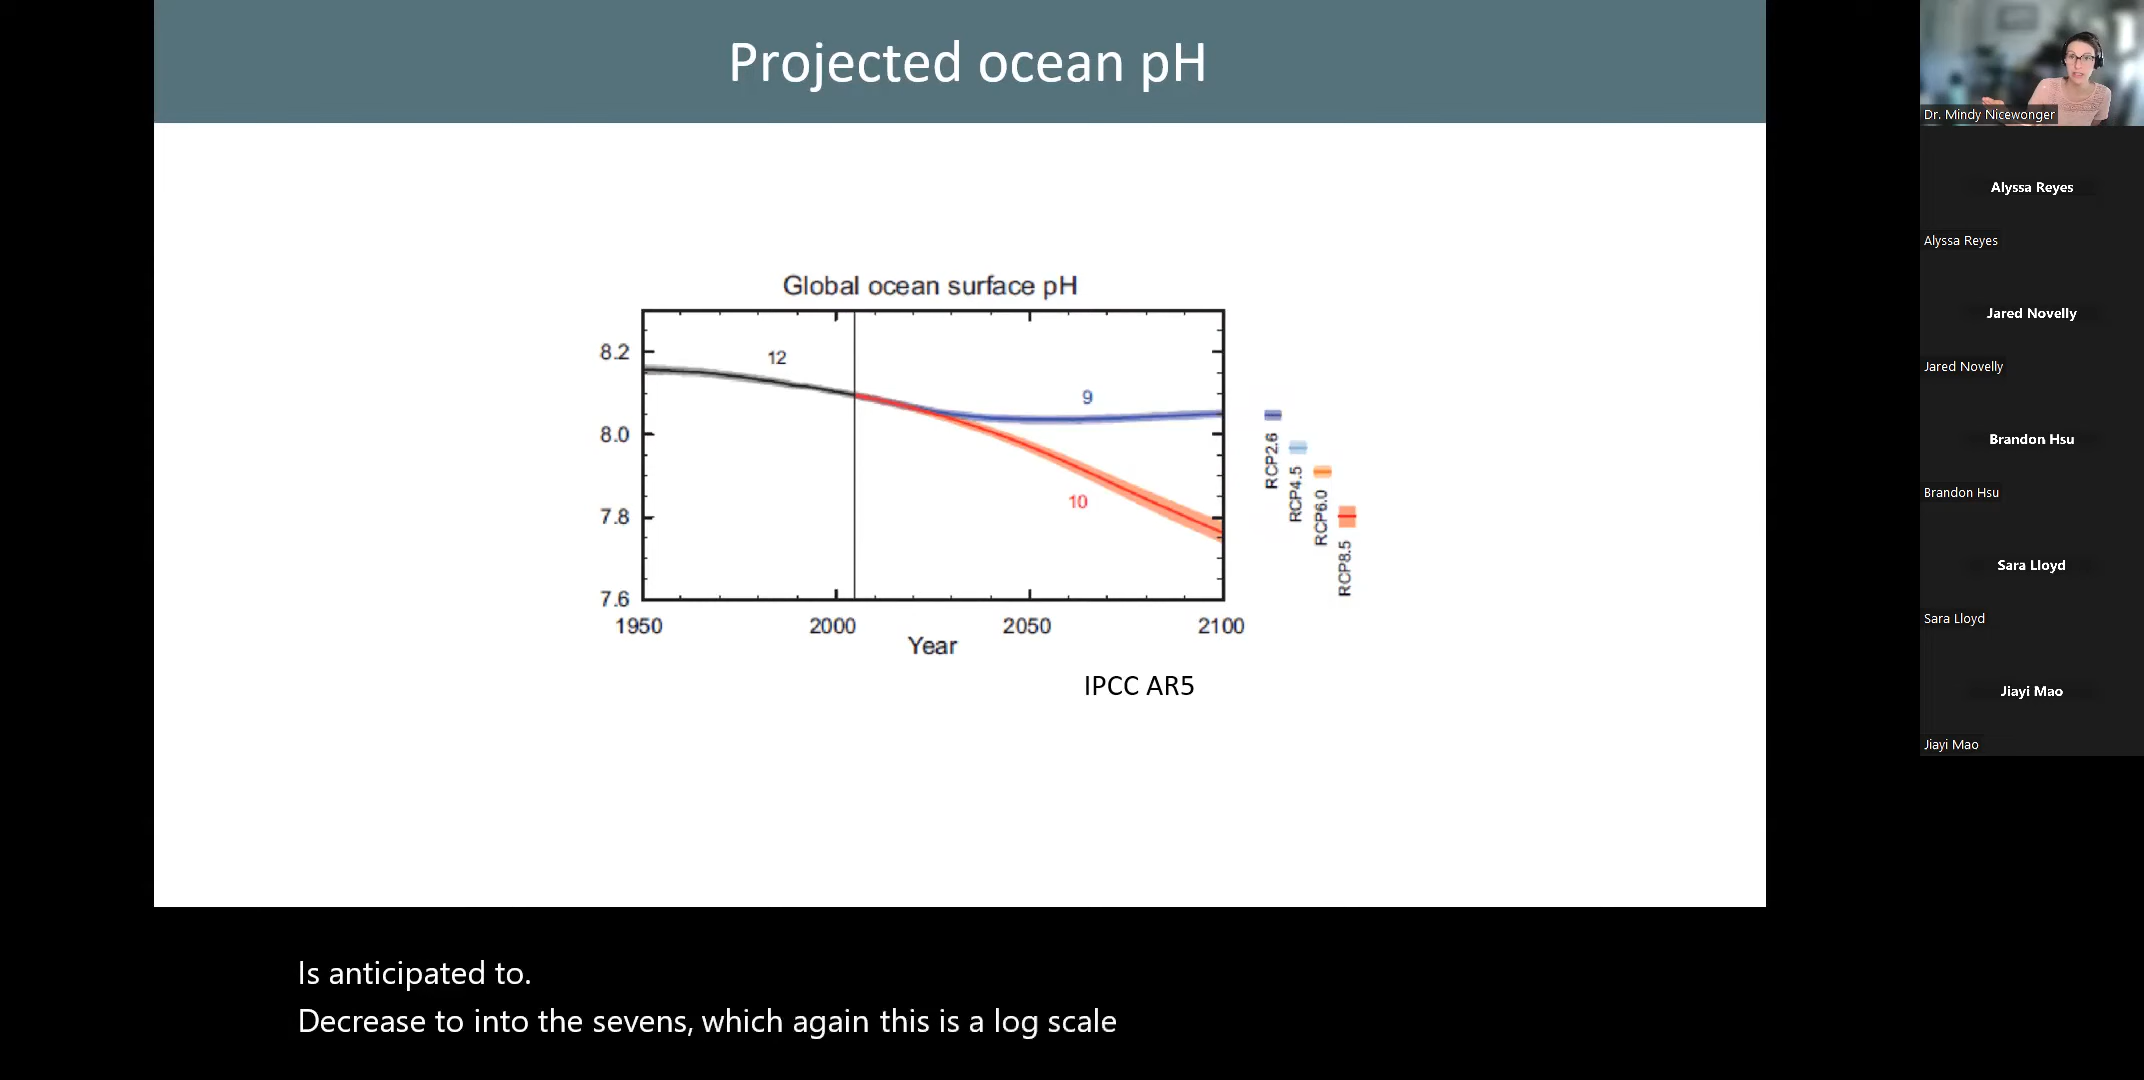 Projected ocean pH
Global ocean surface pH
8.2
8.0
7.8
7.6
12
9
10
1950
2000
2050
2100
Year
RCP2.6
RCP4.5
RCP6.0
RCP8.5
IPCC AR5
Is anticipated to.
Decrease to into the sevens, which again this is a log scale
Dr. Mindy Nicewonger
Alyssa Reyes
Alyssa Reyes
Jared Novelly
Jared Novelly
Brandon Hsu
Brandon Hsu
Sara Lloyd
Sara Lloyd
Jiayi Mao
Jiayi Mao